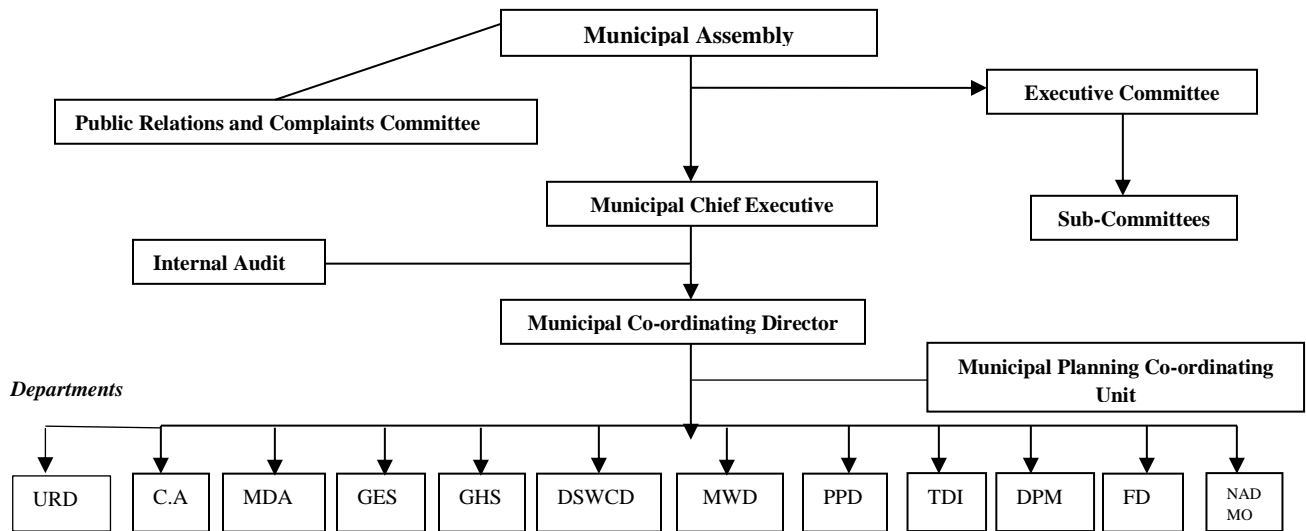 Municipal Assembly
Public Relations and Complaints Committee
Executive Committee
Municipal Chief Executive
Sub-Committees
Internal Audit
Municipal Co-ordinating Director
Municipal Planning Co-ordinating
Unit
Departments
URD
C.A
MDA
GES
GHS
DSWCD
MWD
PPD
TDI
DPM
FD
NAD
MO